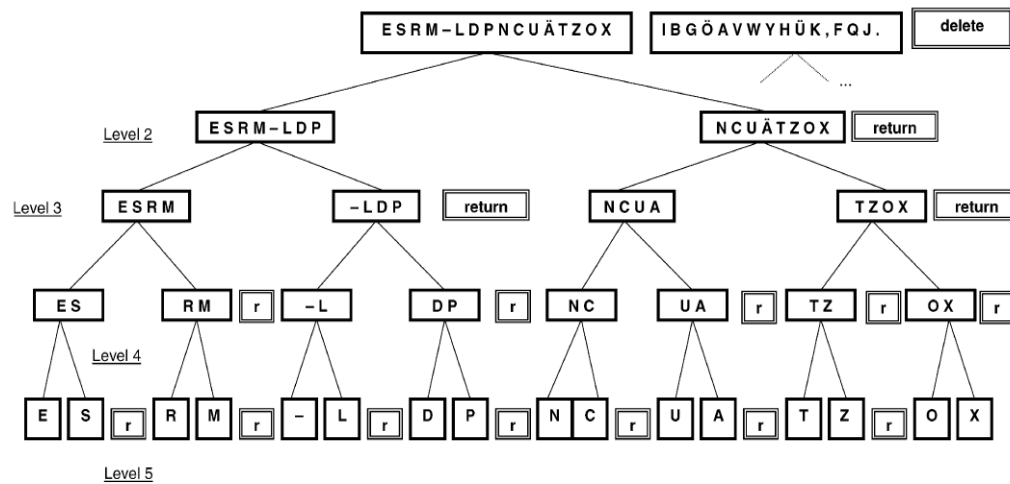 ESRM–LDPNCUÄTZOX IBGÖAVWYHÜK,FQJ. delete
...
Level 2 ESRM–LDP NCUÄTZOX return
Level 3 ESRM –LDP return NCUA TZOX return
ES RM r –L DP r NC UA r TZ r OX r
Level 4
E S r R M r – L r D P r N C r U A r T Z r O X
Level 5